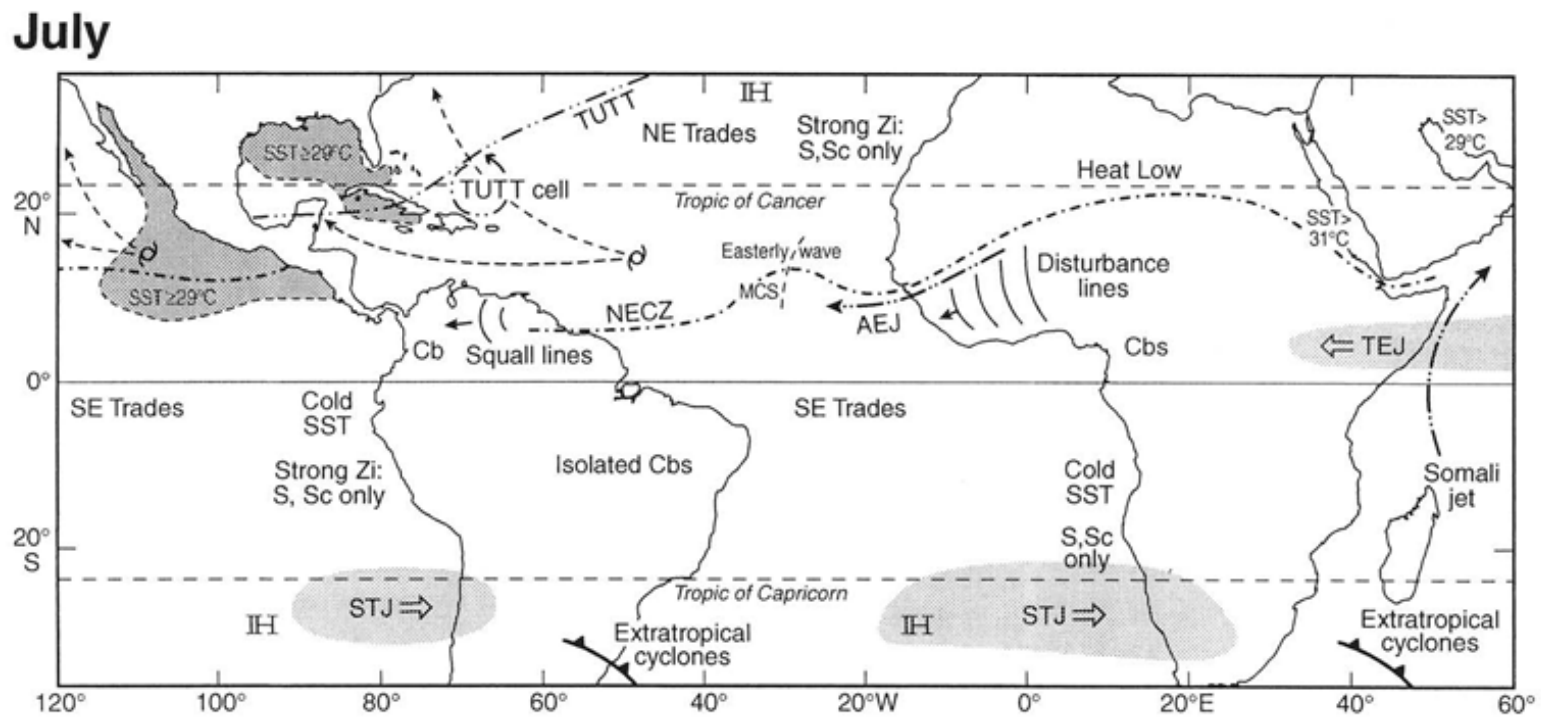 July
IH
TUTT
NE Trades
Strong Zi:
S,Sc only
SST>
29°C
SST≥29°C
Heat Low
TUTT cell
20°
N
Tropic of Cancer
SST>
31°C
Easterly wave
Disturbance
lines
SST≥29°C
MCS
NECZ
AEJ
Cb
Squall lines
Cbs
⇦ TEJ
0°
SE Trades
Cold
SST
SE Trades
Strong Zi:
S, Sc only
Isolated Cbs
Cold
SST
Somali
jet
20°
S
S,Sc
only
STJ ⇨
Tropic of Capricorn
IH
IH
STJ ⇨
Extratropical
cyclones
Extratropical
cyclones
120°
100°
80°
60°
40°
20°W
0°
20°E
40°
60°